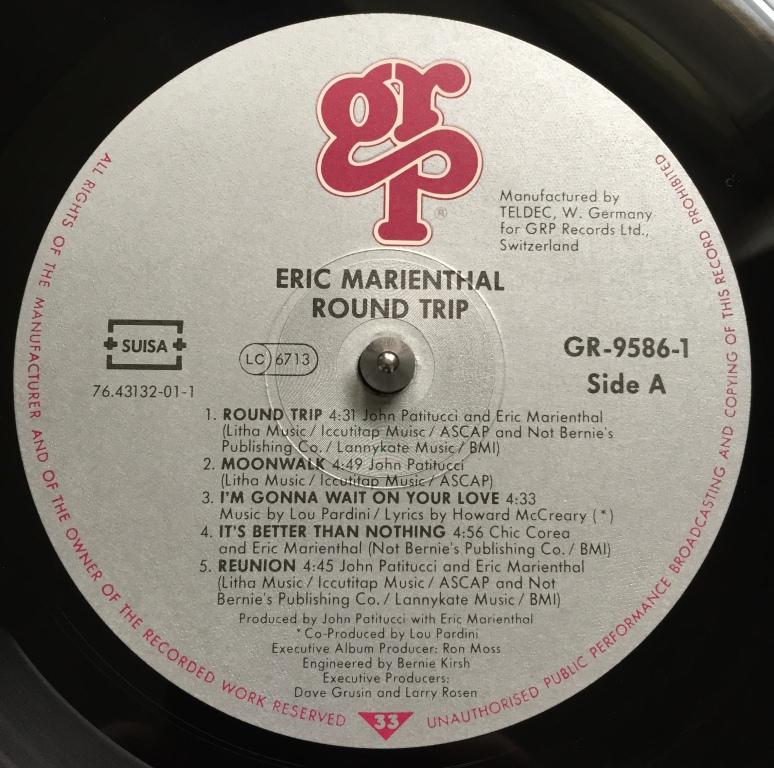 grp
®
Manufactured by
TELDEC, W. Germany
for GRP Records Ltd.,
Switzerland
ERIC MARIENTHAL
ROUND TRIP
SUISA
LC 6713
76.43132-01-1
GR-9586-1
Side A
1. ROUND TRIP 4:31 John Patitucci and Eric Marienthal
(Litha Music / Iccutitap Muisc / ASCAP and Not Bernie's
Publishing Co. / Lannykate Music / BMI)
2. MOONWALK 4:49 John Patitucci
(Litha Music / Iccutitap Music / ASCAP)
3. I'M GONNA WAIT ON YOUR LOVE 4:33
Music by Lou Pardini / Lyrics by Howard McCreary (*)
4. IT'S BETTER THAN NOTHING 4:56 Chic Corea
and Eric Marienthal (Not Bernie's Publishing Co. / BMI)
5. REUNION 4:45 John Patitucci and Eric Marienthal
(Litha Music / Iccutitap Music / ASCAP and Not
Bernie's Publishing Co. / Lannykate Music / BMI)
Produced by John Patitucci with Eric Marienthal
*Co-Produced by Lou Pardini
Executive Album Producer: Ron Moss
Engineered by Bernie Kirsh
Executive Producers:
Dave Grusin and Larry Rosen
33
ALL RIGHTS OF THE MANUFACTURER AND OF THE OWNER OF THE RECORDED WORK RESERVED
UNAUTHORISED PUBLIC PERFORMANCE BROADCASTING AND COPYING OF THIS RECORD PROHIBITED